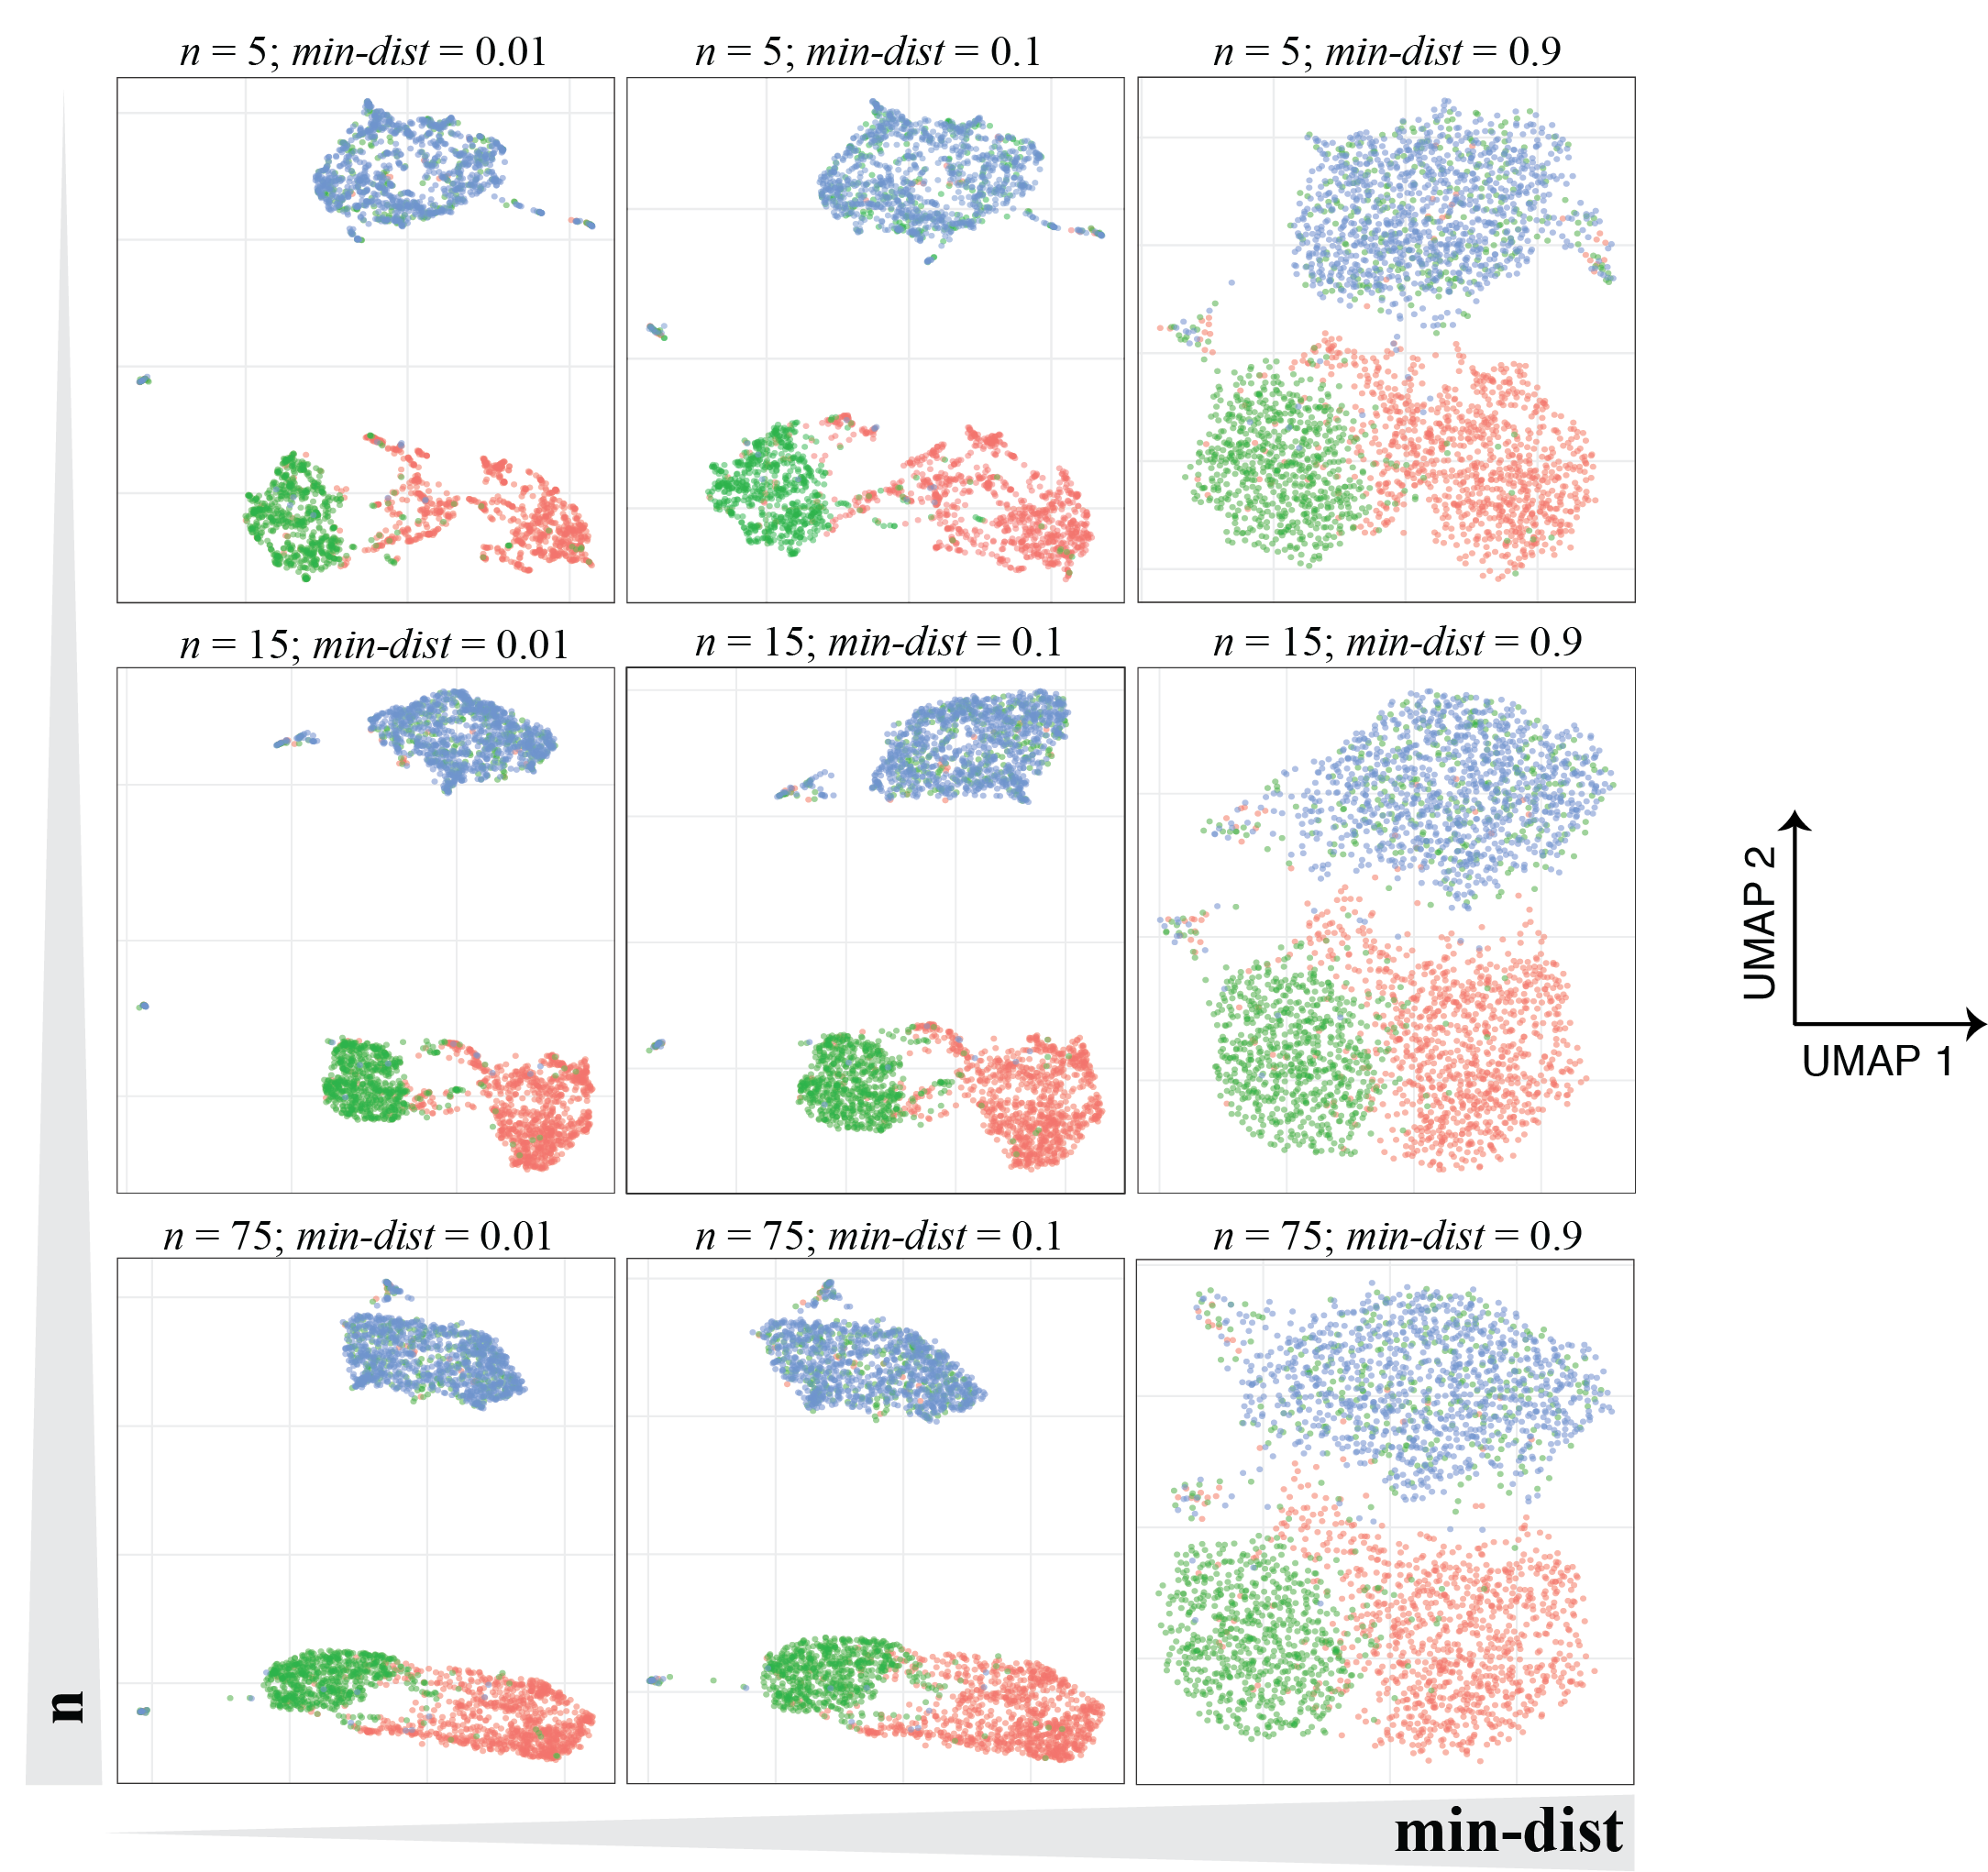 n = 5; min-dist = 0.01
n = 5; min-dist = 0.1
n = 5; min-dist = 0.9
n = 15; min-dist = 0.01
n = 15; min-dist = 0.1
n = 15; min-dist = 0.9
UMAP 2
UMAP 1
n = 75; min-dist = 0.01
n = 75; min-dist = 0.1
n = 75; min-dist = 0.9
n
min-dist